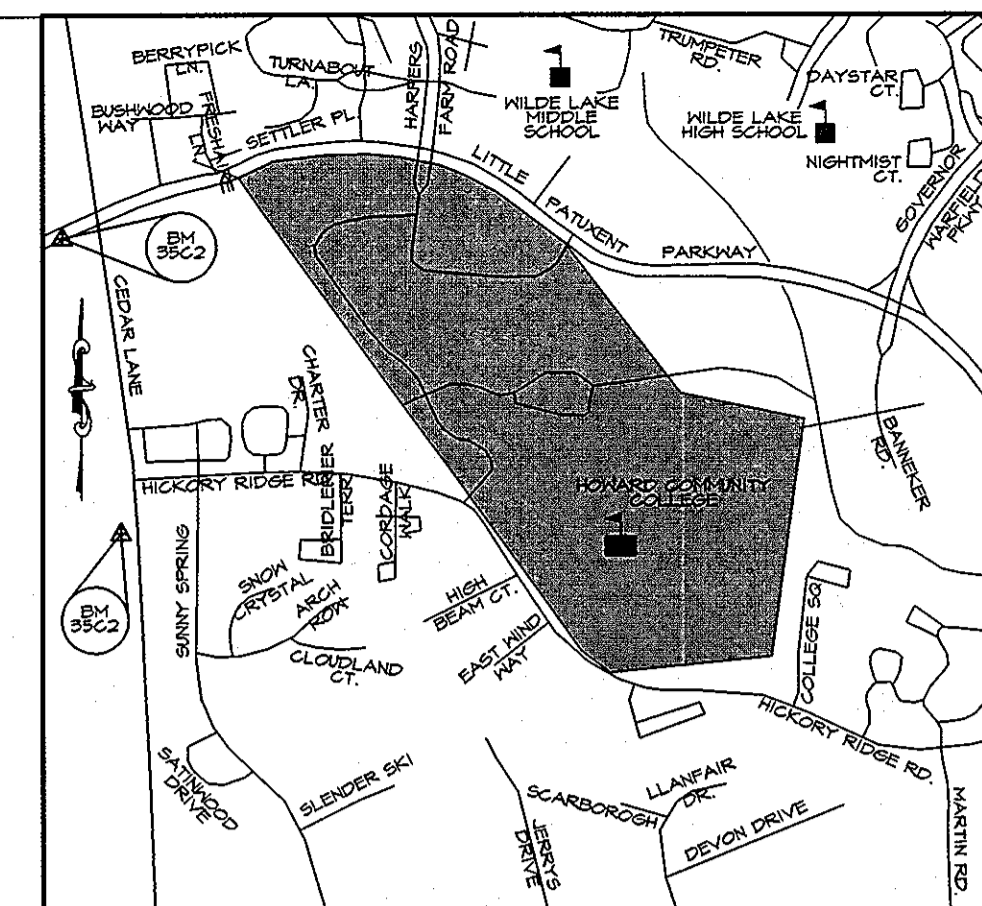 BERRYPICK
LN.
TURNABOUT
LA.
HARPERS
FARM ROAD
TRUMPETER
RD.
DAYSTAR
CT.
BUSHWOOD
WAY
FRESHAIRE
LN.
SETTLER PL
WILDE LAKE
MIDDLE
SCHOOL
WILDE LAKE
HIGH SCHOOL
NIGHTMIST
CT.
LITTLE
PATUXENT
PARKWAY
GOVERNOR
WARFIELD
PKWY
BM
35C2
CEDAR LANE
CHARTER
DR.
BANNEKER
RD.
HICKORY RIDGE RD.
BRIDLERIER
TERR
CORDAGE
WALK
HOWARD COMMUNITY
COLLEGE
BM
35C2
SUNNY SPRING
SNOW
CRYSTAL
ARCH
ROW
CLOUDLAND
CT.
HIGH
BEAM CT.
EAST WIND
WAY
COLLEGE SQ
HICKORY RIDGE RD.
SATINWOOD
DRIVE
SLENDER SKI
JERRYS
DRIVE
SCARBOROGH
LLANFAIR
DR.
DEVON DRIVE
MARTIN RD.